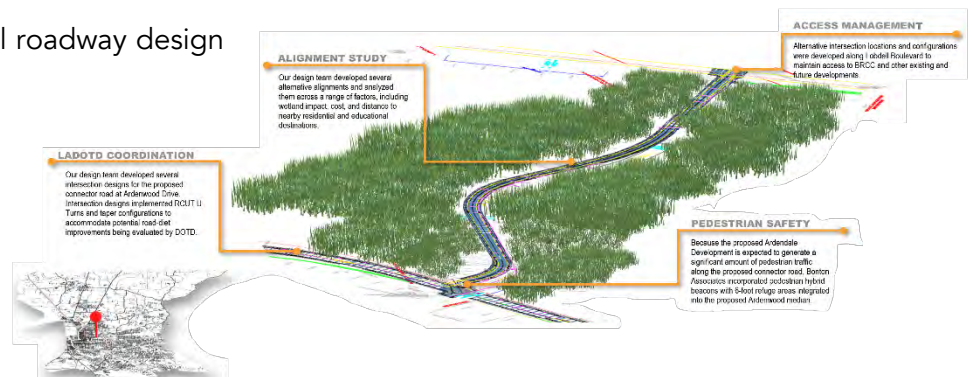 l roadway design
ACCESS MANAGEMENT
Alternative intersection locations and configurations
were developed along Lobdell Boulevard to
maintain access to BRCC and other existing and
future developments.
ALIGNMENT STUDY
Our design team developed several
alternative alignments and analyzed
them across a range of factors, including
wetland impact, cost, and distance to
nearby residential and educational
destinations.
LADOTD COORDINATION
Our design team developed several
intersection designs for the proposed
connector road at Ardenwood Drive.
Intersection designs implemented RCUT U
Turns and taper configurations to
accommodate potential road-diet
improvements being evaluated by DOTD.
PEDESTRIAN SAFETY
Because the proposed Ardendale
Development is expected to generate a
significant amount of pedestrian traffic
along the proposed connector road, Bonton
Associates incorporated pedestrian hybrid
beacons with 6-foot refuge areas integrated
into the proposed Ardenwood median.